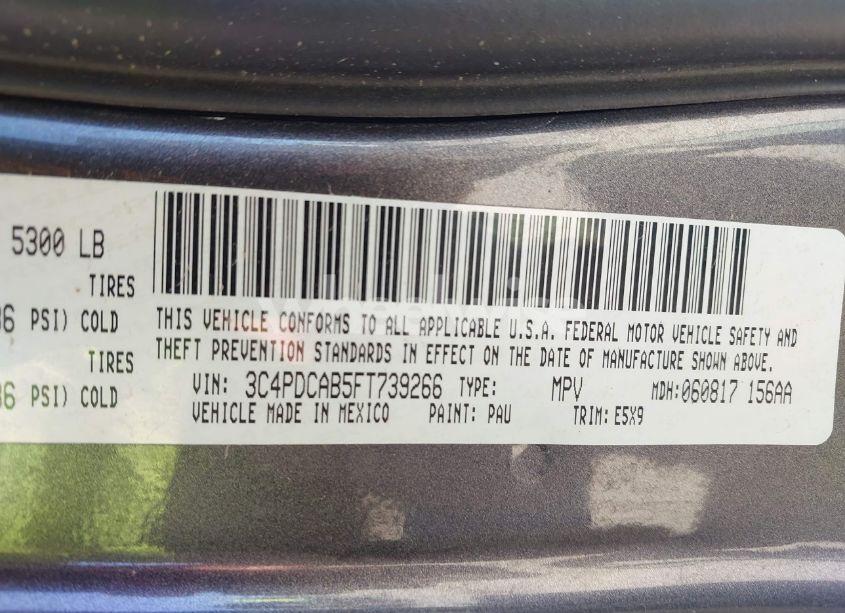 5300 LB
TIRES
36 PSI) COLD
TIRES
36 PSI) COLD
THIS VEHICLE CONFORMS TO ALL APPLICABLE U.S.A. FEDERAL MOTOR VEHICLE SAFETY AND
THEFT PREVENTION STANDARDS IN EFFECT ON THE DATE OF MANUFACTURE SHOWN ABOVE.
VIN: 3C4PDCAB5FT739266 TYPE: MPV MDH:060817 156AA
VEHICLE MADE IN MEXICO PAINT: PAU TRIM: E5X9